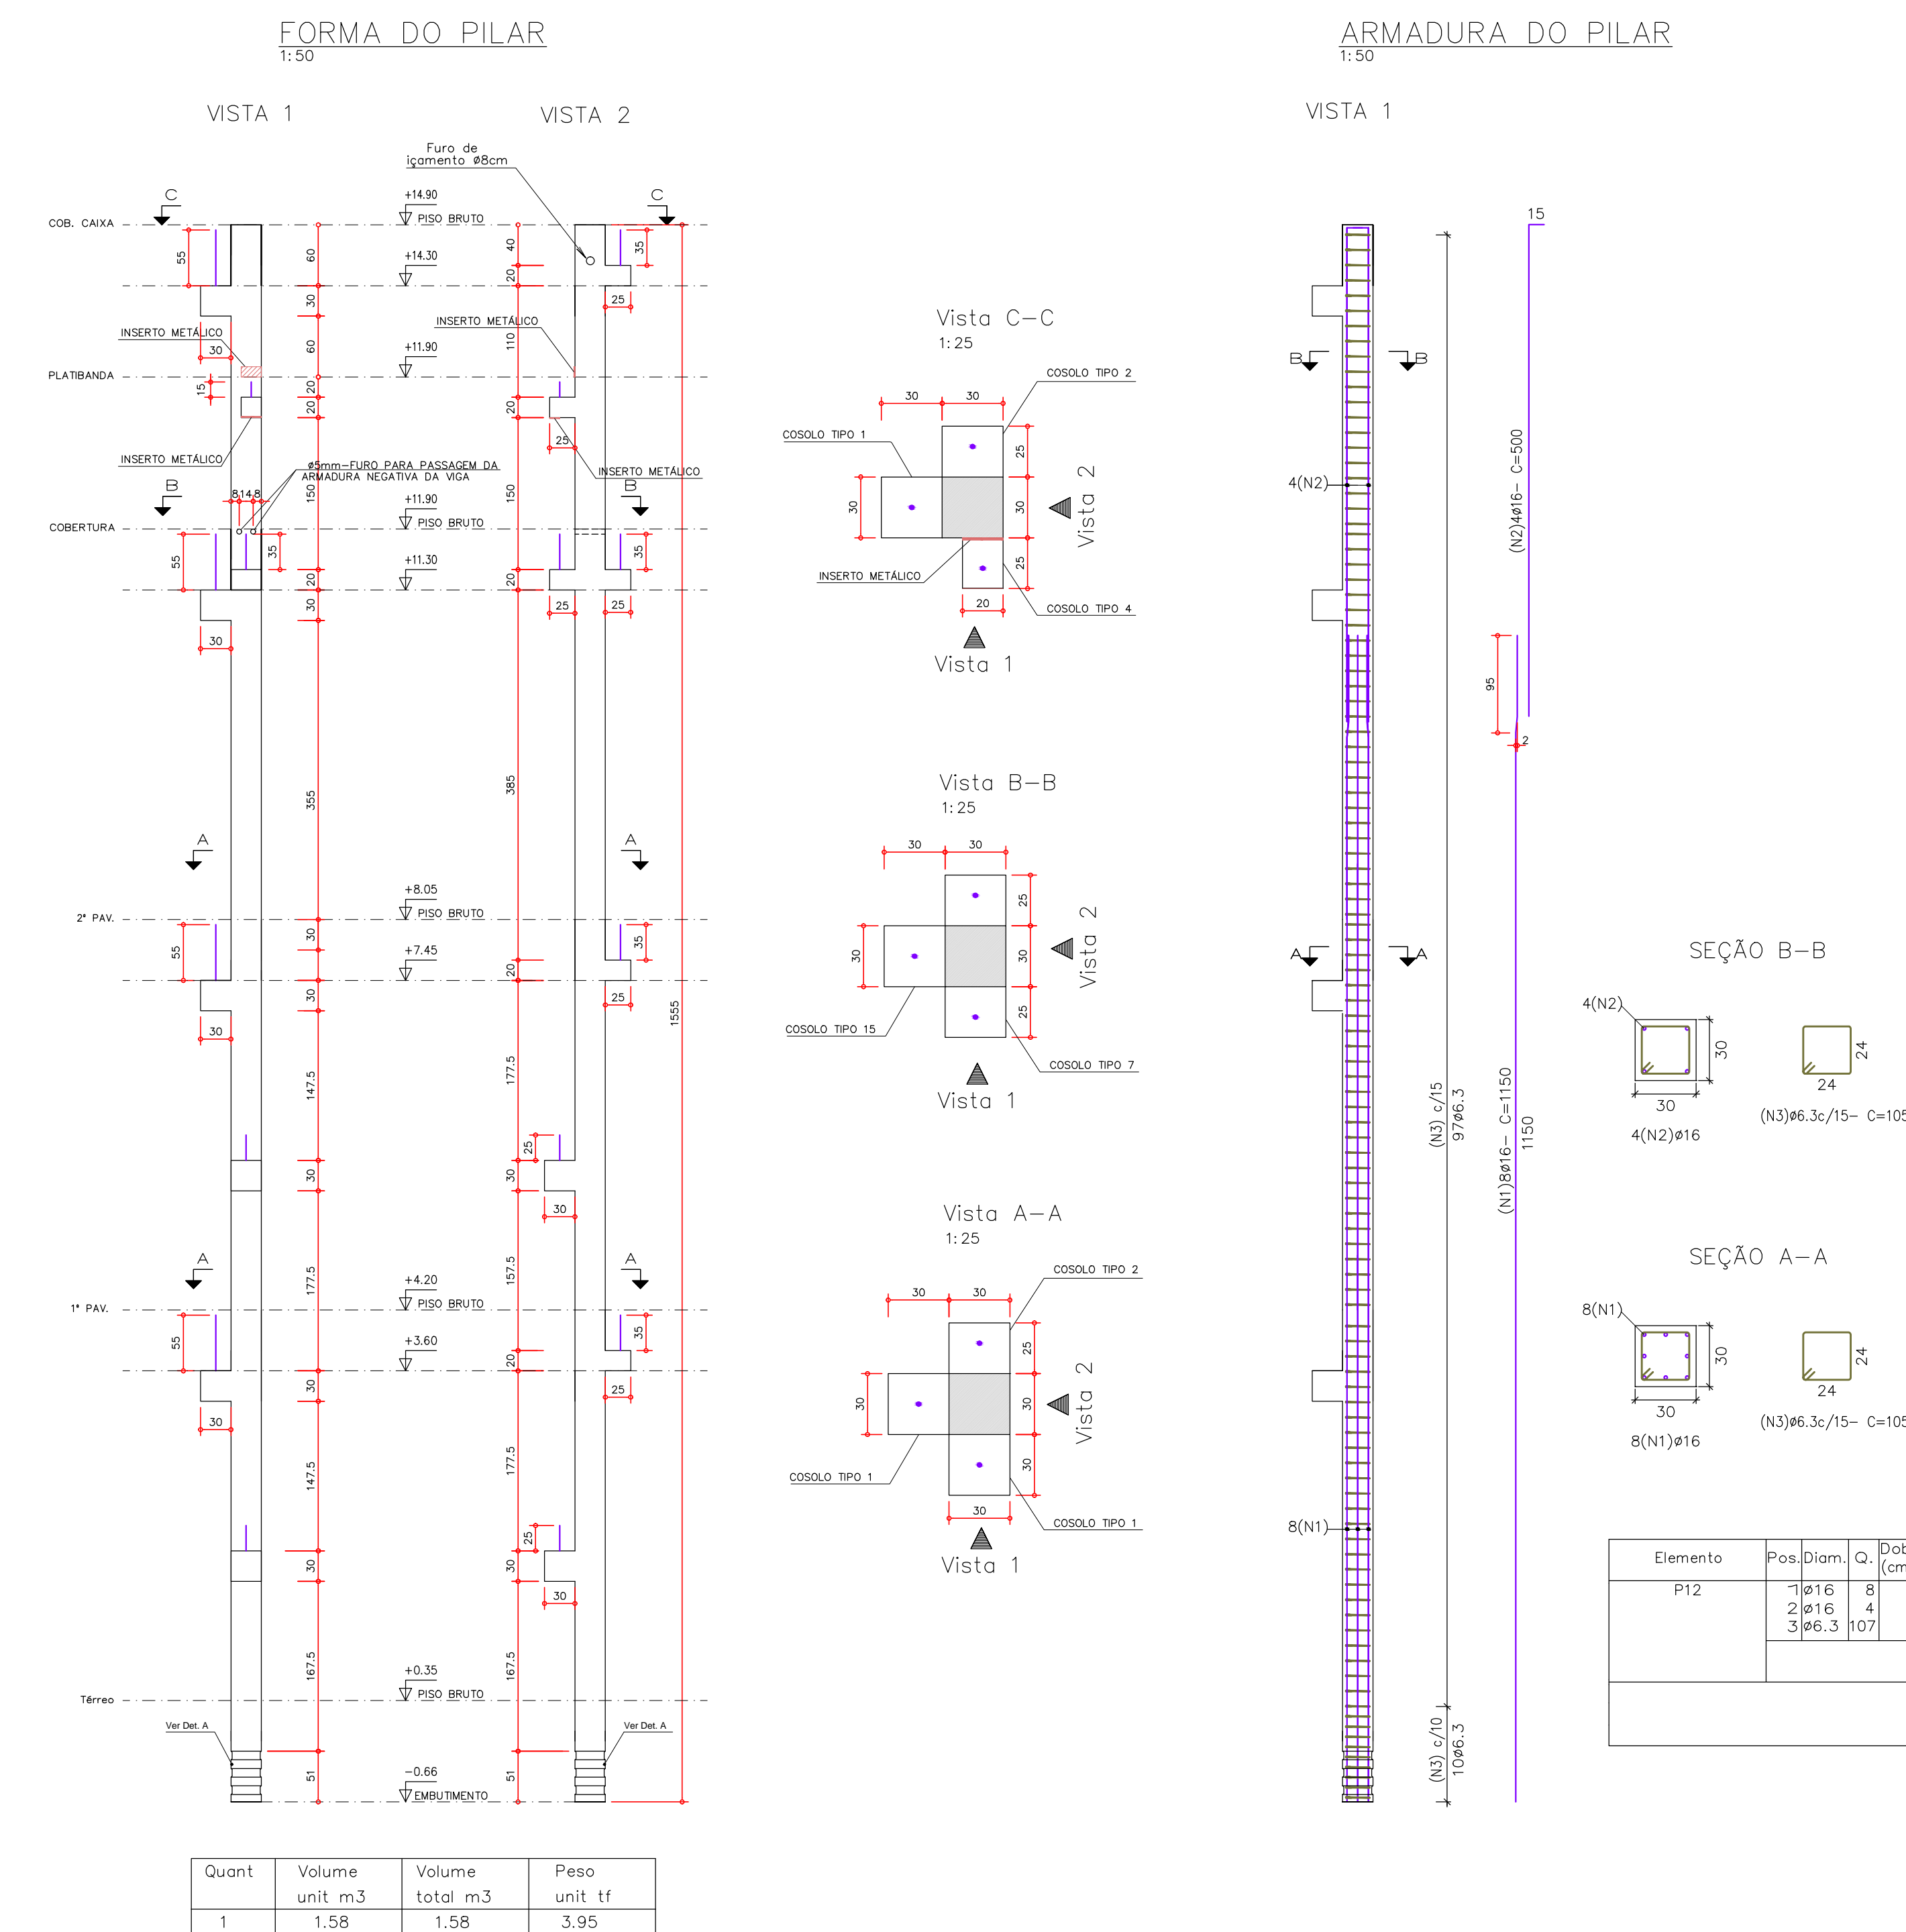 FORMA DO PILAR
1:50
VISTA 1
VISTA 2
Furo de
içamento ø8cm
C
C
COB. CAIXA
+14.90
PISO BRUTO
55
60
40
35
+14.30
20
30
25
INSERTO METÁLICO
INSERTO METÁLICO
30
60
110
+11.90
PLATIBANDA
15
20
20
20
25
INSERTO METÁLICO
INSERTO METÁLICO
ø5mm-FURO PARA PASSAGEM DA
ARMADURA NEGATIVA DA VIGA
B
B
8
14
8
150
150
+11.90
COBERTURA
PISO BRUTO
55
35
35
+11.30
20
20
30
25
25
30
355
385
A
A
+8.05
2ª PAV.
PISO BRUTO
55
30
35
+7.45
20
30
25
30
1555
147.5
177.5
25
30
30
30
177.5
157.5
A
A
+4.20
1ª PAV.
PISO BRUTO
55
35
+3.60
20
30
25
30
147.5
177.5
25
30
30
30
167.5
167.5
+0.35
Térreo
PISO BRUTO
Ver Det. A
Ver Det. A
51
51
-0.66
EMBUTIMENTO
Quant
Volume
unit m3
Volume
total m3
Peso
unit tf
1
1.58
1.58
3.95
Vista C-C
1:25
COSOLO TIPO 2
30
30
COSOLO TIPO 1
25
30
30
Vista 2
25
INSERTO METÁLICO
20
COSOLO TIPO 4
Vista 1
Vista B-B
1:25
30
30
25
30
30
Vista 2
25
COSOLO TIPO 15
COSOLO TIPO 7
Vista 1
Vista A-A
1:25
COSOLO TIPO 2
30
30
25
30
30
Vista 2
30
COSOLO TIPO 1
30
COSOLO TIPO 1
Vista 1
ARMADURA DO PILAR
1:50
VISTA 1
15
B
B
4(N2)
(N2)4ø16- C=500
95
2
A
A
(N3) c/15
97ø6.3
(N1)8ø16- C=1150
1150
8(N1)
(N3) c/10
10ø6.3
SEÇÃO B-B
4(N2)
30
24
24
30
(N3)ø6.3c/15- C=105
4(N2)ø16
SEÇÃO A-A
8(N1)
30
24
24
30
(N3)ø6.3c/15- C=105
8(N1)ø16
Elemento
Pos.
Diam.
Q.
P12
1
ø16
8
2
ø16
4
3
ø6.3
107